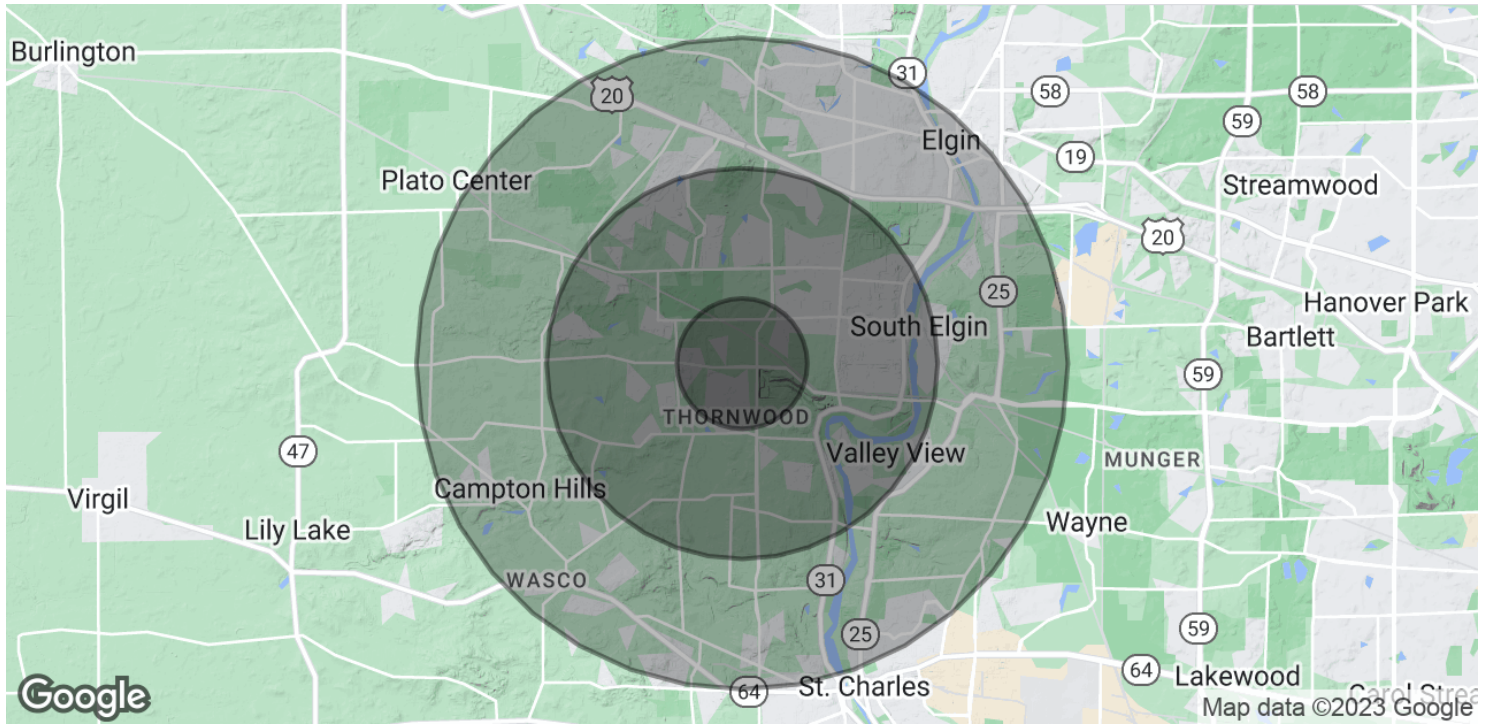 Burlington
31
20
58
58
59
Elgin
19
Plato Center
Streamwood
20
25
Hanover Park
South Elgin
Bartlett
59
THORNWOOD
47
Valley View
MUNGER
Campton Hills
Virgil
Lily Lake
Wayne
WASCO
31
25
59
64
Lakewood
St. Charles
64
Google
Carol Strea
Map data ©2023 Google